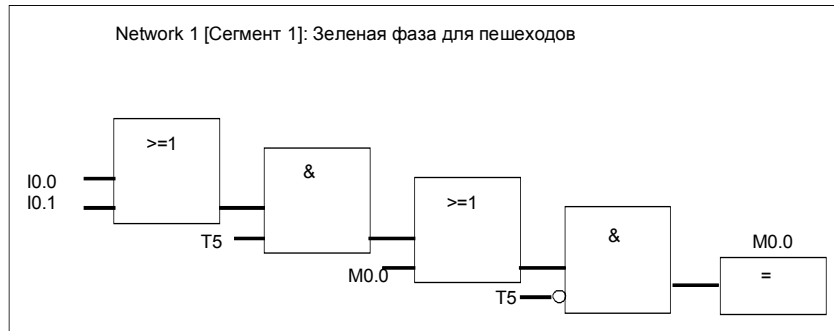 Network 1 [Сегмент 1]: Зеленая фаза для пешеходов
>=1
I0.0
I0.1
&
T5
>=1
M0.0
&
T5
M0.0
=